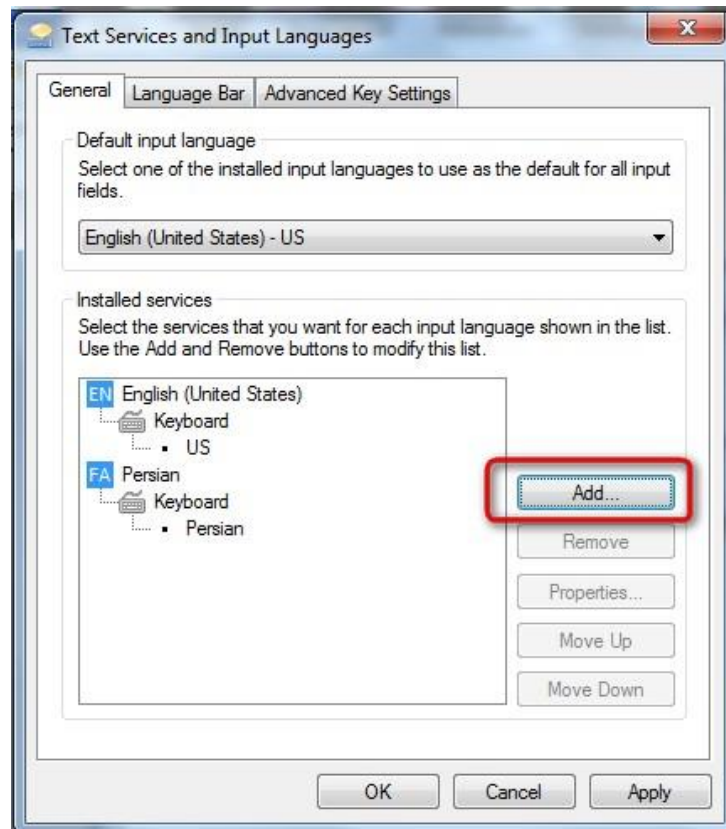 Text Services and Input Languages
General
Language Bar
Advanced Key Settings
Default input language
Select one of the installed input languages to use as the default for all input
fields.
English (United States) - US
Installed services
Select the services that you want for each input language shown in the list.
Use the Add and Remove buttons to modify this list.
EN English (United States)
Keyboard
US
FA Persian
Keyboard
Persian
Add...
Remove
Properties...
Move Up
Move Down
OK
Cancel
Apply